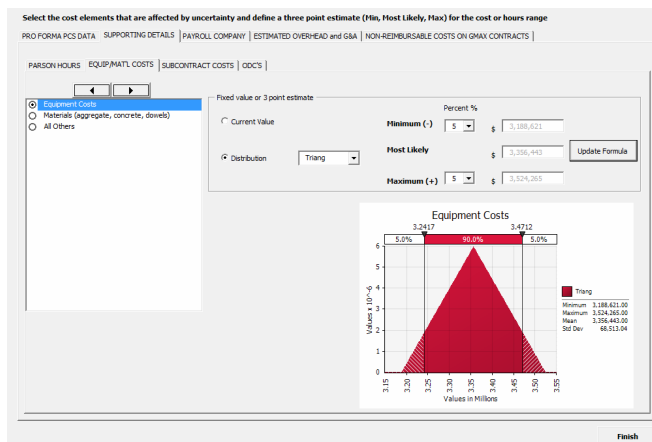 Select the cost elements that are affected by uncertainty and define a three point estimate (Min, Most Likely, Max) for the cost or hours range
PRO FORMA PCS DATA SUPPORTING DETAILS PAYROLL COMPANY ESTIMATED OVERHEAD and G&A NON-REIMBURSABLE COSTS ON GMAX CONTRACTS
PARSON HOURS EQUIP/MAT'L COSTS SUBCONTRACT COSTS ODC'S
Equipment Costs
Materials (aggregate, concrete, dowels)
All Others
Fixed value or 3 point estimate
Percent %
Current Value
Minimum (-) 5 $ 3,188,621
Most Likely $ 3,356,443
Update Formula
Distribution Triang
Maximum (+) 5 $ 3,524,265
Equipment Costs
3.2417 3.4712
5.0% 90.0% 5.0%
6
5
4
3
2
1
0
Values x 10^-6
3.15 3.20 3.25 3.30 3.35 3.40 3.45 3.50 3.55
Values in Millions
Triang
Minimum 3,188,621.00
Maximum 3,524,265.00
Mean 3,356,443.00
Std Dev 68,513.04
Finish